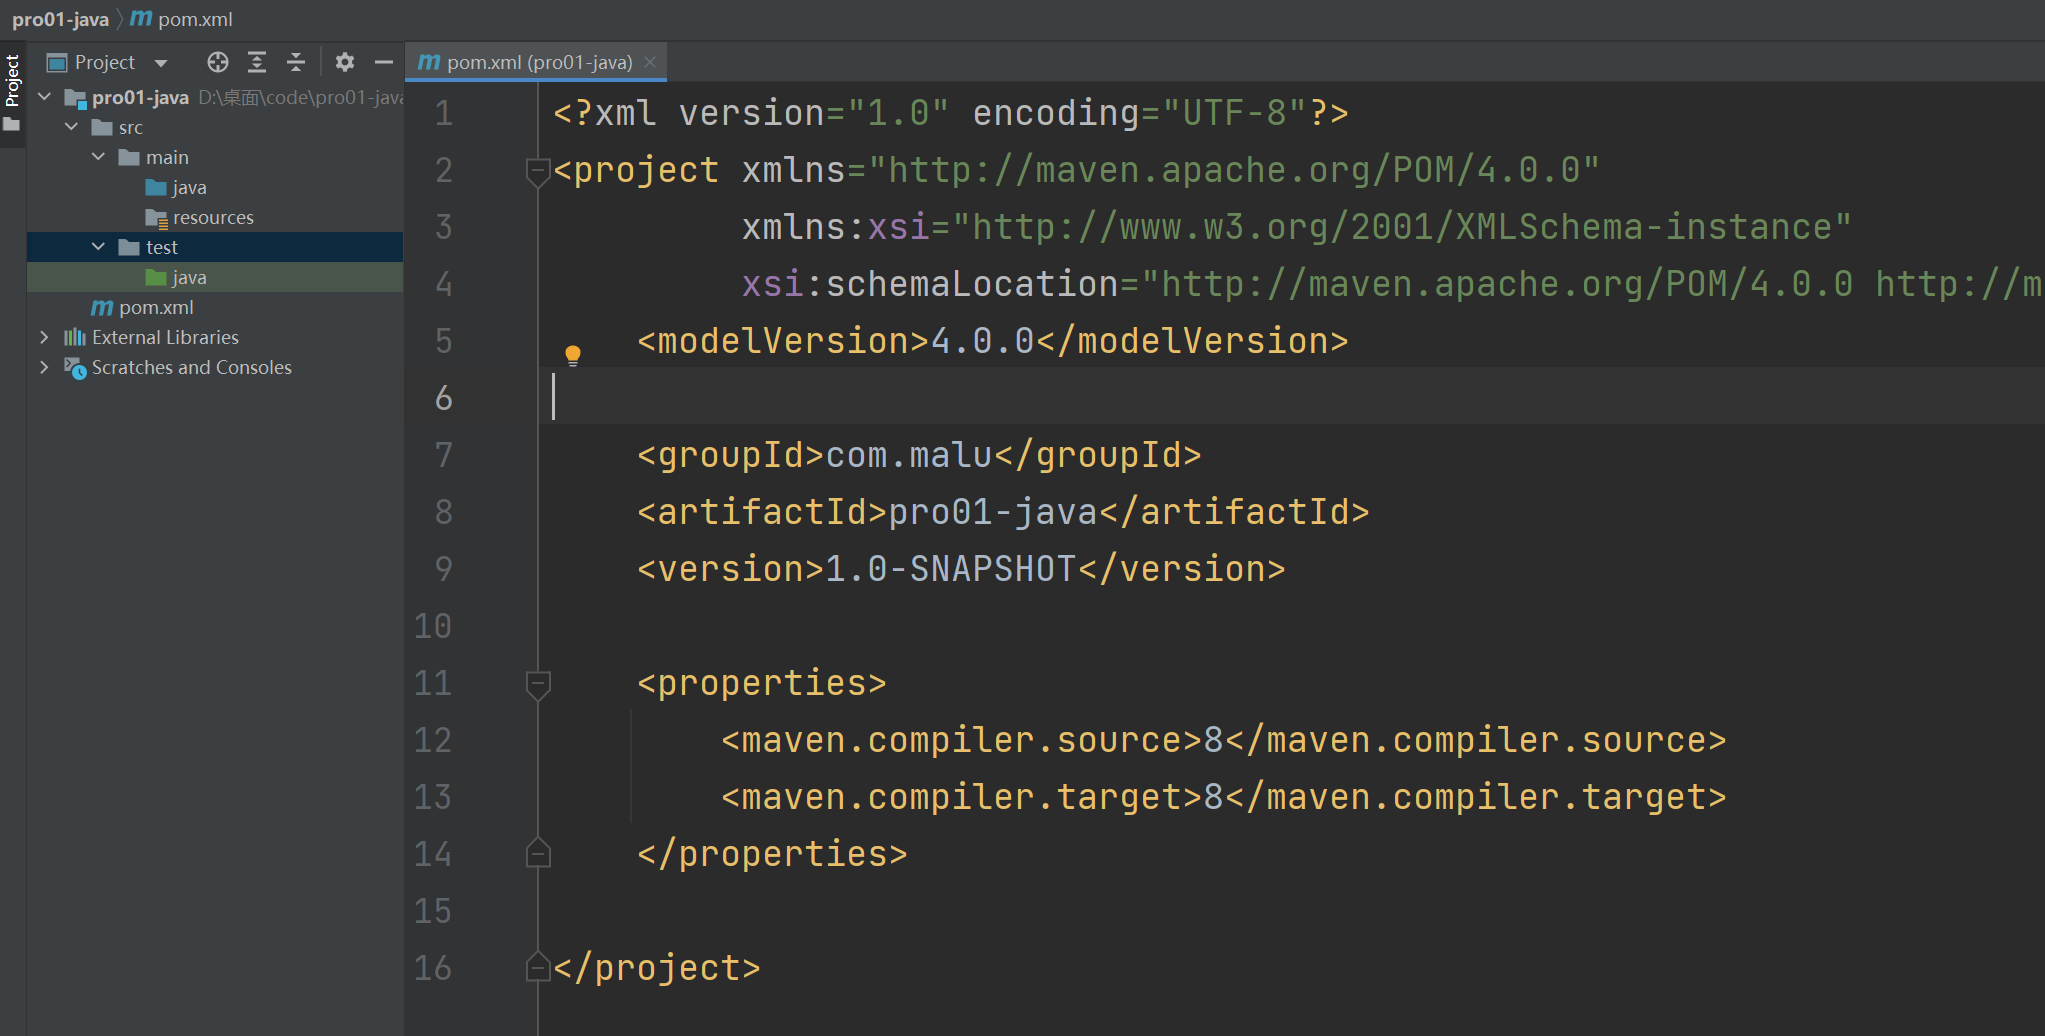 pro01-java pom.xml
Project
Project
pro01-java D:\桌面\code\pro01-java
src
main
java
resources
test
java
pom.xml
External Libraries
Scratches and Consoles
pom.xml (pro01-java)
1 <?xml version="1.0" encoding="UTF-8"?>
2 <project xmlns="http://maven.apache.org/POM/4.0.0"
3 xmlns:xsi="http://www.w3.org/2001/XMLSchema-instance"
4 xsi:schemaLocation="http://maven.apache.org/POM/4.0.0 http://m
5 <modelVersion>4.0.0</modelVersion>
6
7 <groupId>com.malu</groupId>
8 <artifactId>pro01-java</artifactId>
9 <version>1.0-SNAPSHOT</version>
10
11 <properties>
12 <maven.compiler.source>8</maven.compiler.source>
13 <maven.compiler.target>8</maven.compiler.target>
14 </properties>
15
16 </project>